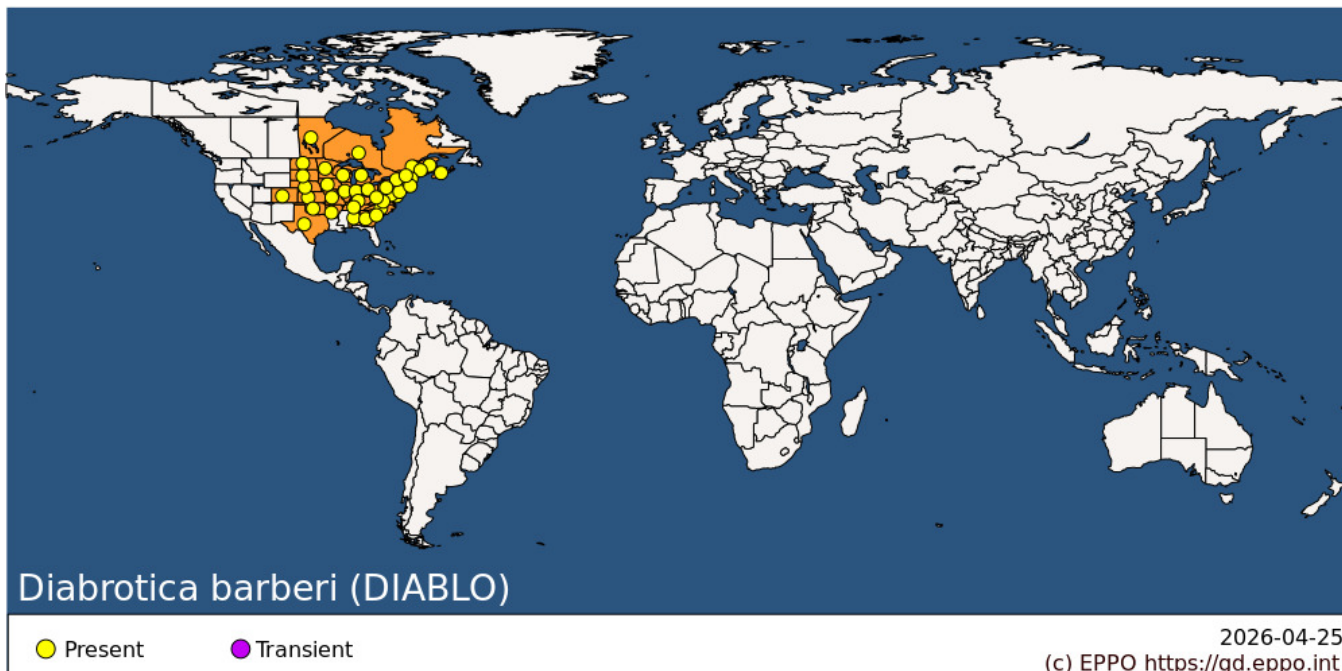 Diabrotica barberi (DIABLO)
Present
Transient
2026-04-25
(c) EPPO https://gd.eppo.int